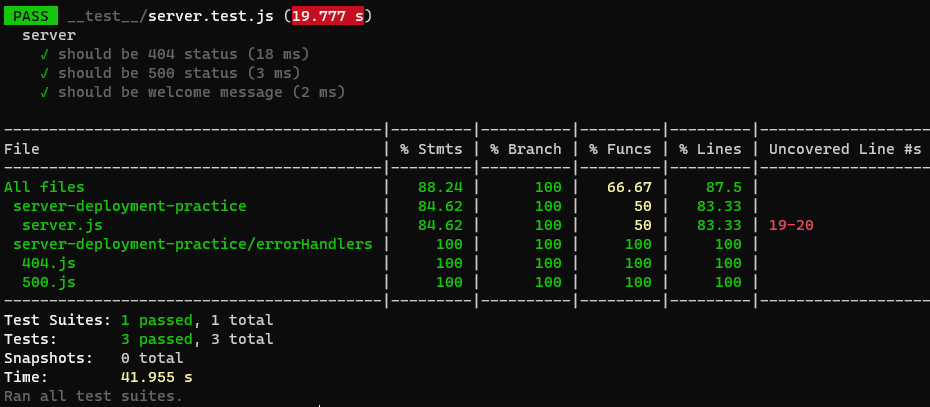 PASS __test__/server.test.js (19.777 s)
  server
    ✓ should be 404 status (18 ms)
    ✓ should be 500 status (3 ms)
    ✓ should be welcome message (2 ms)
------------------------------------------|---------|----------|---------|---------|-------------------
File                                      | % Stmts | % Branch | % Funcs | % Lines | Uncovered Line #s
------------------------------------------|---------|----------|---------|---------|-------------------
All files                                 |   88.24 |      100 |   66.67 |    87.5 |
 server-deployment-practice               |   84.62 |      100 |      50 |   83.33 |
  server.js                               |   84.62 |      100 |      50 |   83.33 | 19-20
 server-deployment-practice/errorHandlers |     100 |      100 |     100 |     100 |
  404.js                                  |     100 |      100 |     100 |     100 |
  500.js                                  |     100 |      100 |     100 |     100 |
------------------------------------------|---------|----------|---------|---------|-------------------
Test Suites: 1 passed, 1 total
Tests:       3 passed, 3 total
Snapshots:   0 total
Time:        41.955 s
Ran all test suites.